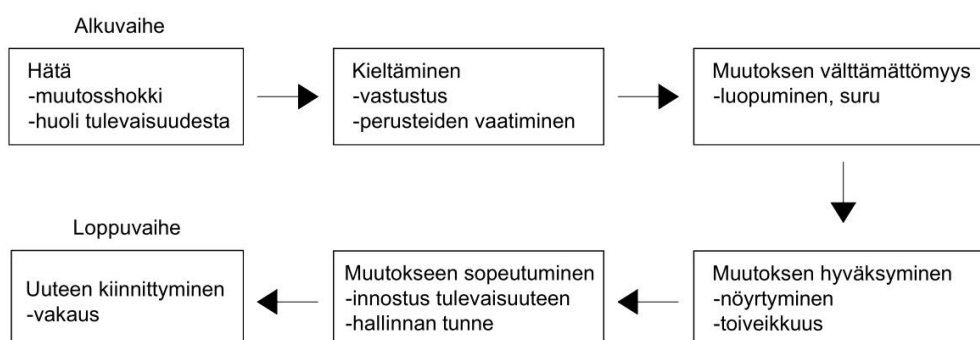 Alkuvaihe
Hätä
-muutosshokki
-huoli tulevaisuudesta
Kieltäminen
-vastustus
-perusteiden vaatiminen
Muutoksen välttämättömyys
-luopuminen, suru
Loppuvaihe
Uuteen kiinnittyminen
-vakaus
Muutokseen sopeutuminen
-innostus tulevaisuuteen
-hallinnan tunne
Muutoksen hyväksyminen
-nöyrtyminen
-toiveikkuus